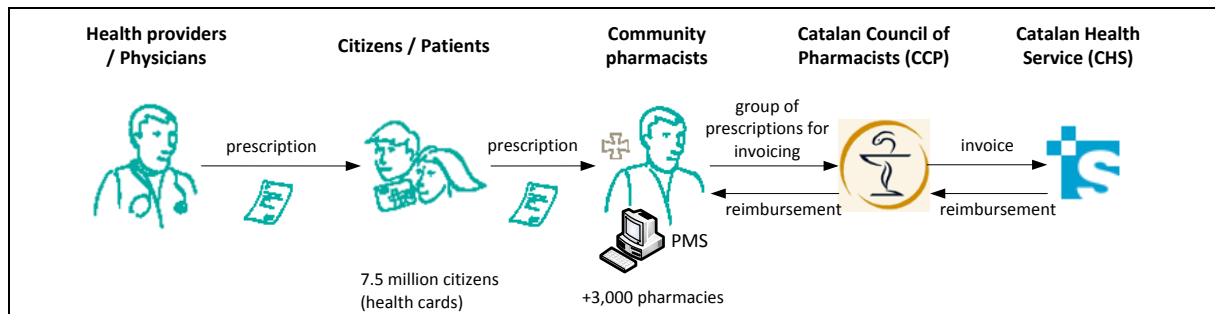 Health providers
/ Physicians
Citizens / Patients
Community
pharmacists
Catalan Council of
Pharmacists (CCP)
Catalan Health
Service (CHS)
prescription
prescription
group of
prescriptions for
invoicing
invoice
reimbursement
reimbursement
PMS
7.5 million citizens
(health cards)
+3,000 pharmacies
S